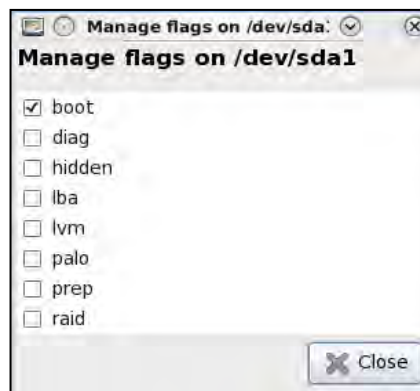 Manage flags on /dev/sda:
Manage flags on /dev/sda1
boot
diag
hidden
lba
lvm
palo
prep
raid
Close